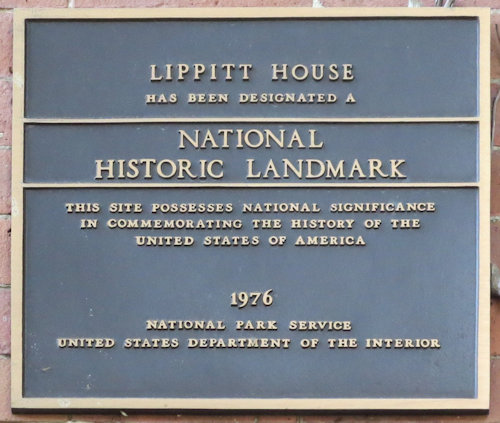 LIPPITT HOUSE
HAS BEEN DESIGNATED A
NATIONAL
HISTORIC LANDMARK
THIS SITE POSSESSES NATIONAL SIGNIFICANCE
IN COMMEMORATING THE HISTORY OF THE
UNITED STATES OF AMERICA
1976
NATIONAL PARK SERVICE
UNITED STATES DEPARTMENT OF THE INTERIOR